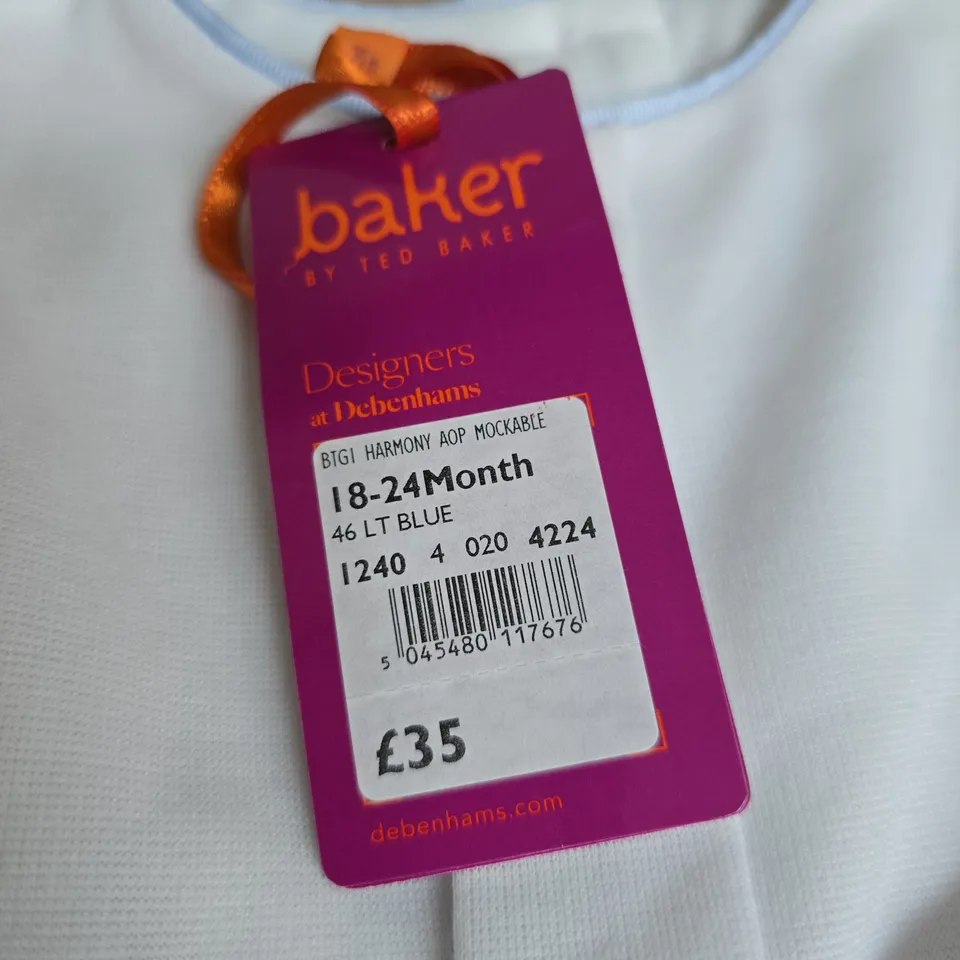 baker
BY TED BAKER
Designers
at Debenhams
BTG1 HARMONY AOP MOCKABLE
18-24Month
46 LT BLUE
1240 4 020 4224
5 045480 117676
£35
debenhams.com